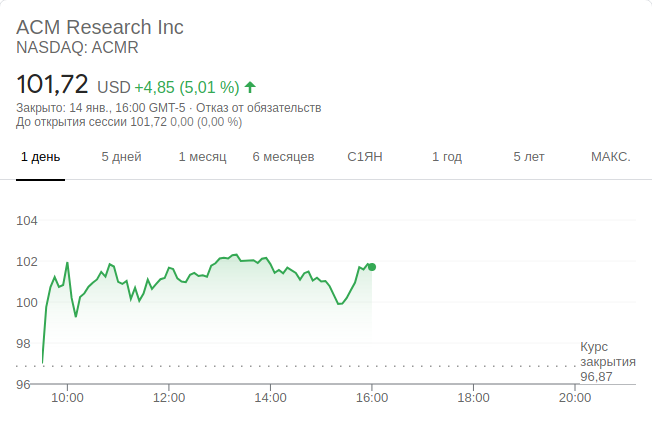 ACM Research Inc
NASDAQ: ACMR
101,72 USD +4,85 (5,01 %)
Закрыто: 14 янв., 16:00 GMT-5 · Отказ от обязательств
До открытия сессии 101,72 0,00 (0,00 %)
1 день 5 дней 1 месяц 6 месяцев С1ЯН 1 год 5 лет МАКС.
104
102
100
98
Курс
закрытия
96,87
96
10:00 12:00 14:00 16:00 18:00 20:00